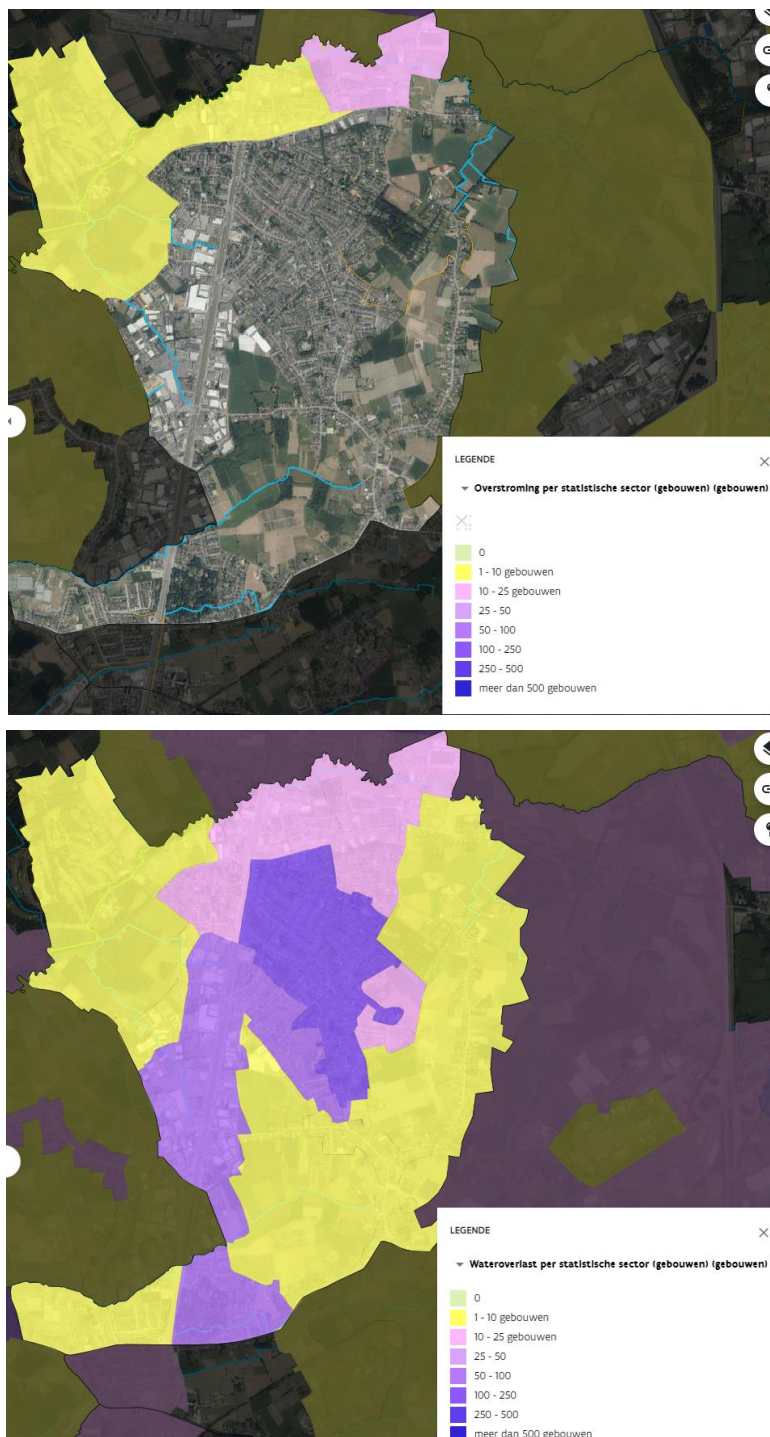 LEGENDE
Overstroming per statistische sector (gebouwen) (gebouwen)
0
1 - 10 gebouwen
10 - 25 gebouwen
25 - 50
50 - 100
100 - 250
250 - 500
meer dan 500 gebouwen
LEGENDE
Wateroverlast per statistische sector (gebouwen) (gebouwen)
0
1 - 10 gebouwen
10 - 25 gebouwen
25 - 50
50 - 100
100 - 250
250 - 500
meer dan 500 gebouwen